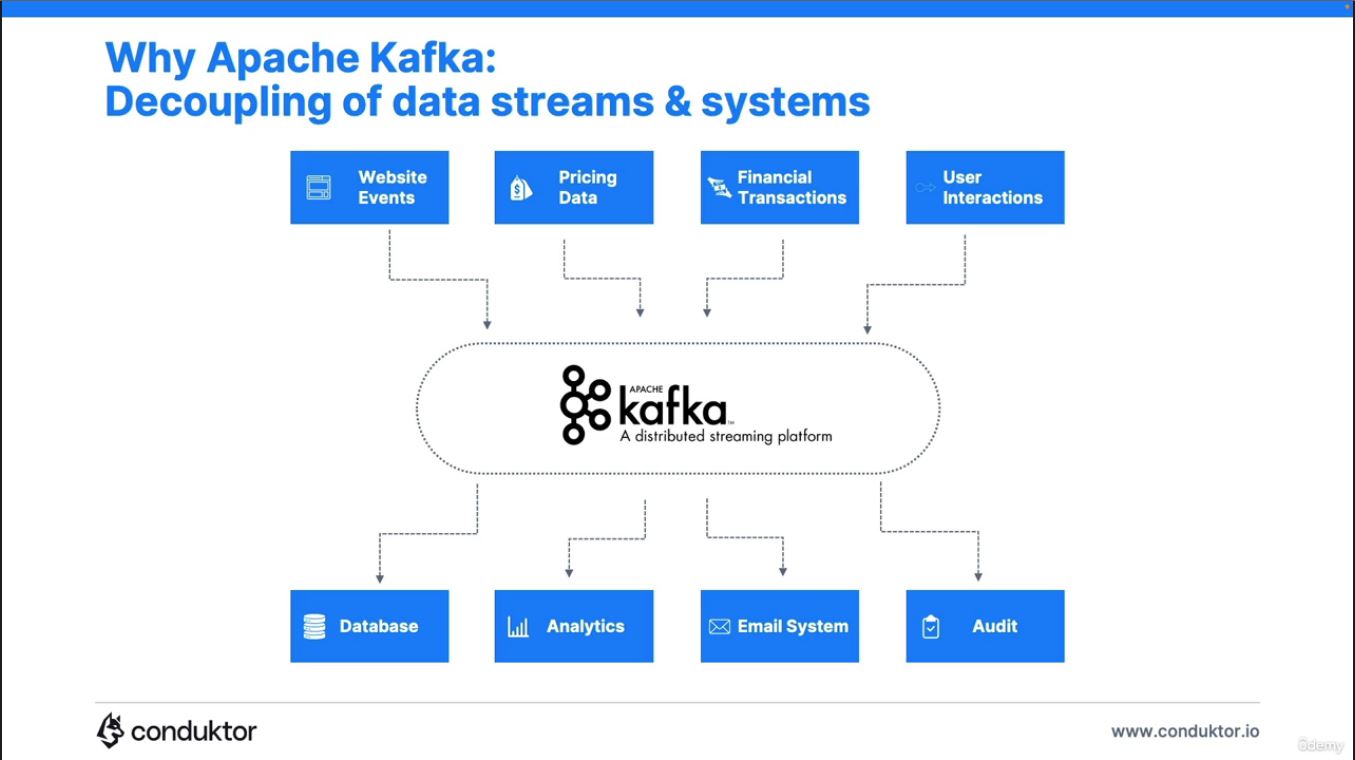 Why Apache Kafka:
Decoupling of data streams & systems
Website
Events
Pricing
Data
Financial
Transactions
User
Interactions
APACHE
kafka
A distributed streaming platform
Database
Analytics
Email System
Audit
conduktor
www.conduktor.io
ûdemy